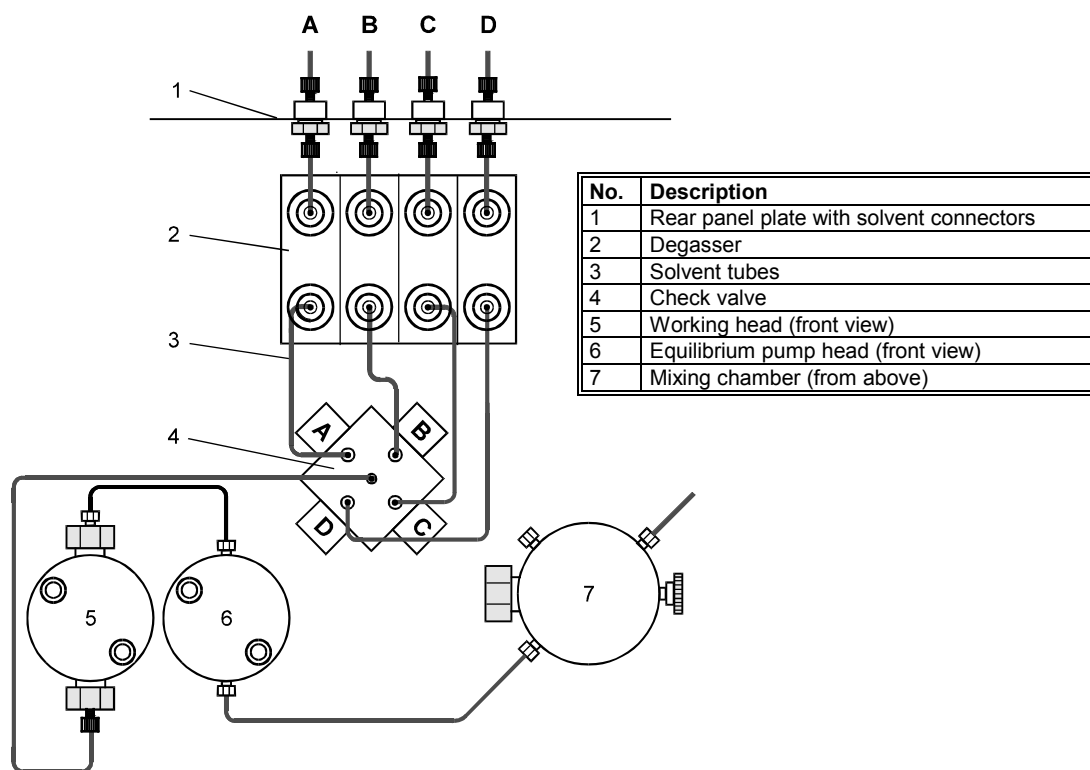 A B C D
1
No. Description
1 Rear panel plate with solvent connectors
2 Degasser
3 Solvent tubes
4 Check valve
5 Working head (front view)
6 Equilibrium pump head (front view)
7 Mixing chamber (from above)
2
3
A B
4
D C
5 6 7